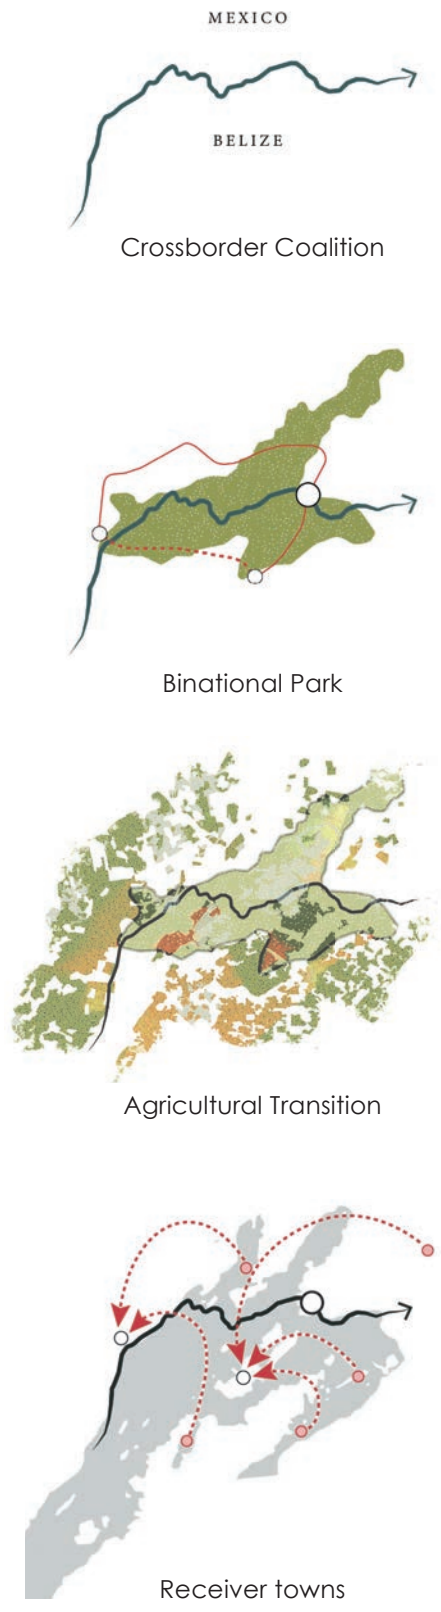 MEXICO
BELIZE
Crossborder Coalition
Binational Park
Agricultural Transition
Receiver towns